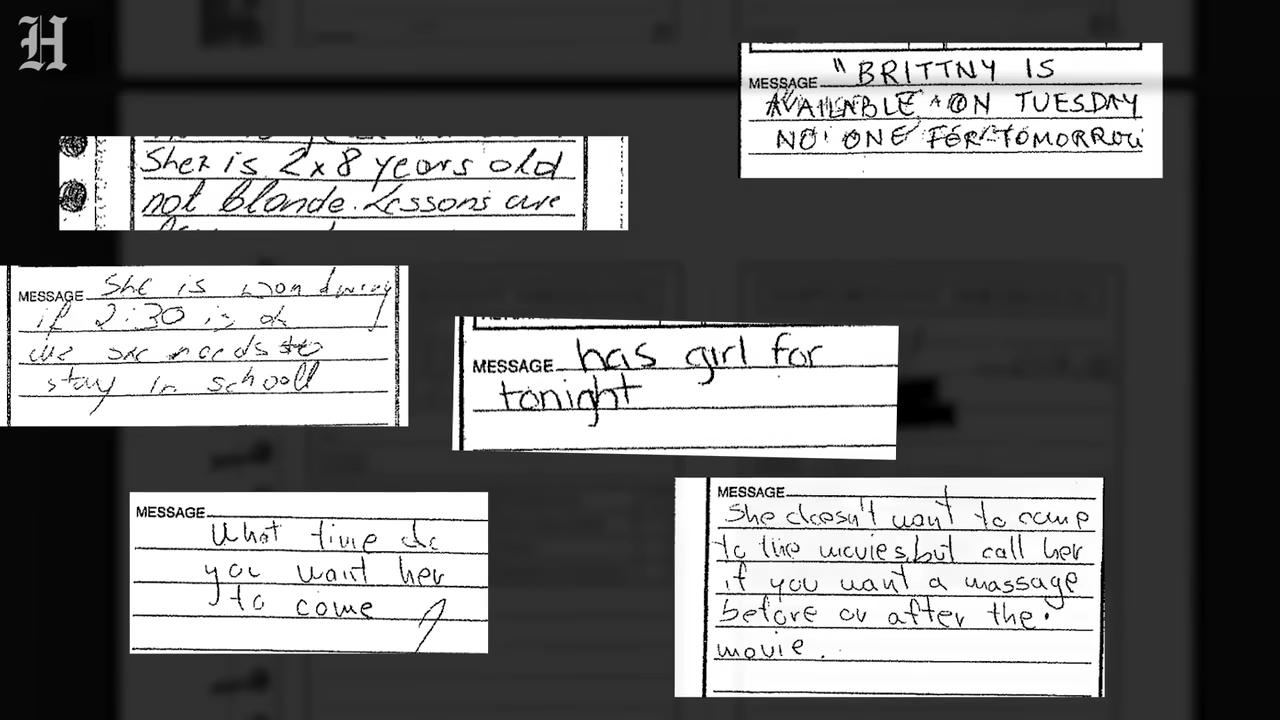 H
MESSAGE "BRITTNY IS
AVAILABLE ON TUESDAY
NO ONE FOR TOMORROW
She is 2x8 years old
not blonde. Lessons are
MESSAGE She is wondering
if 2:30 is ok
she needs to
stay in school
MESSAGE has girl for
tonight
MESSAGE
What time do
you want her
to come
MESSAGE
She doesn't want to come
to the movies, but call her
if you want a massage
before or after the
movie.